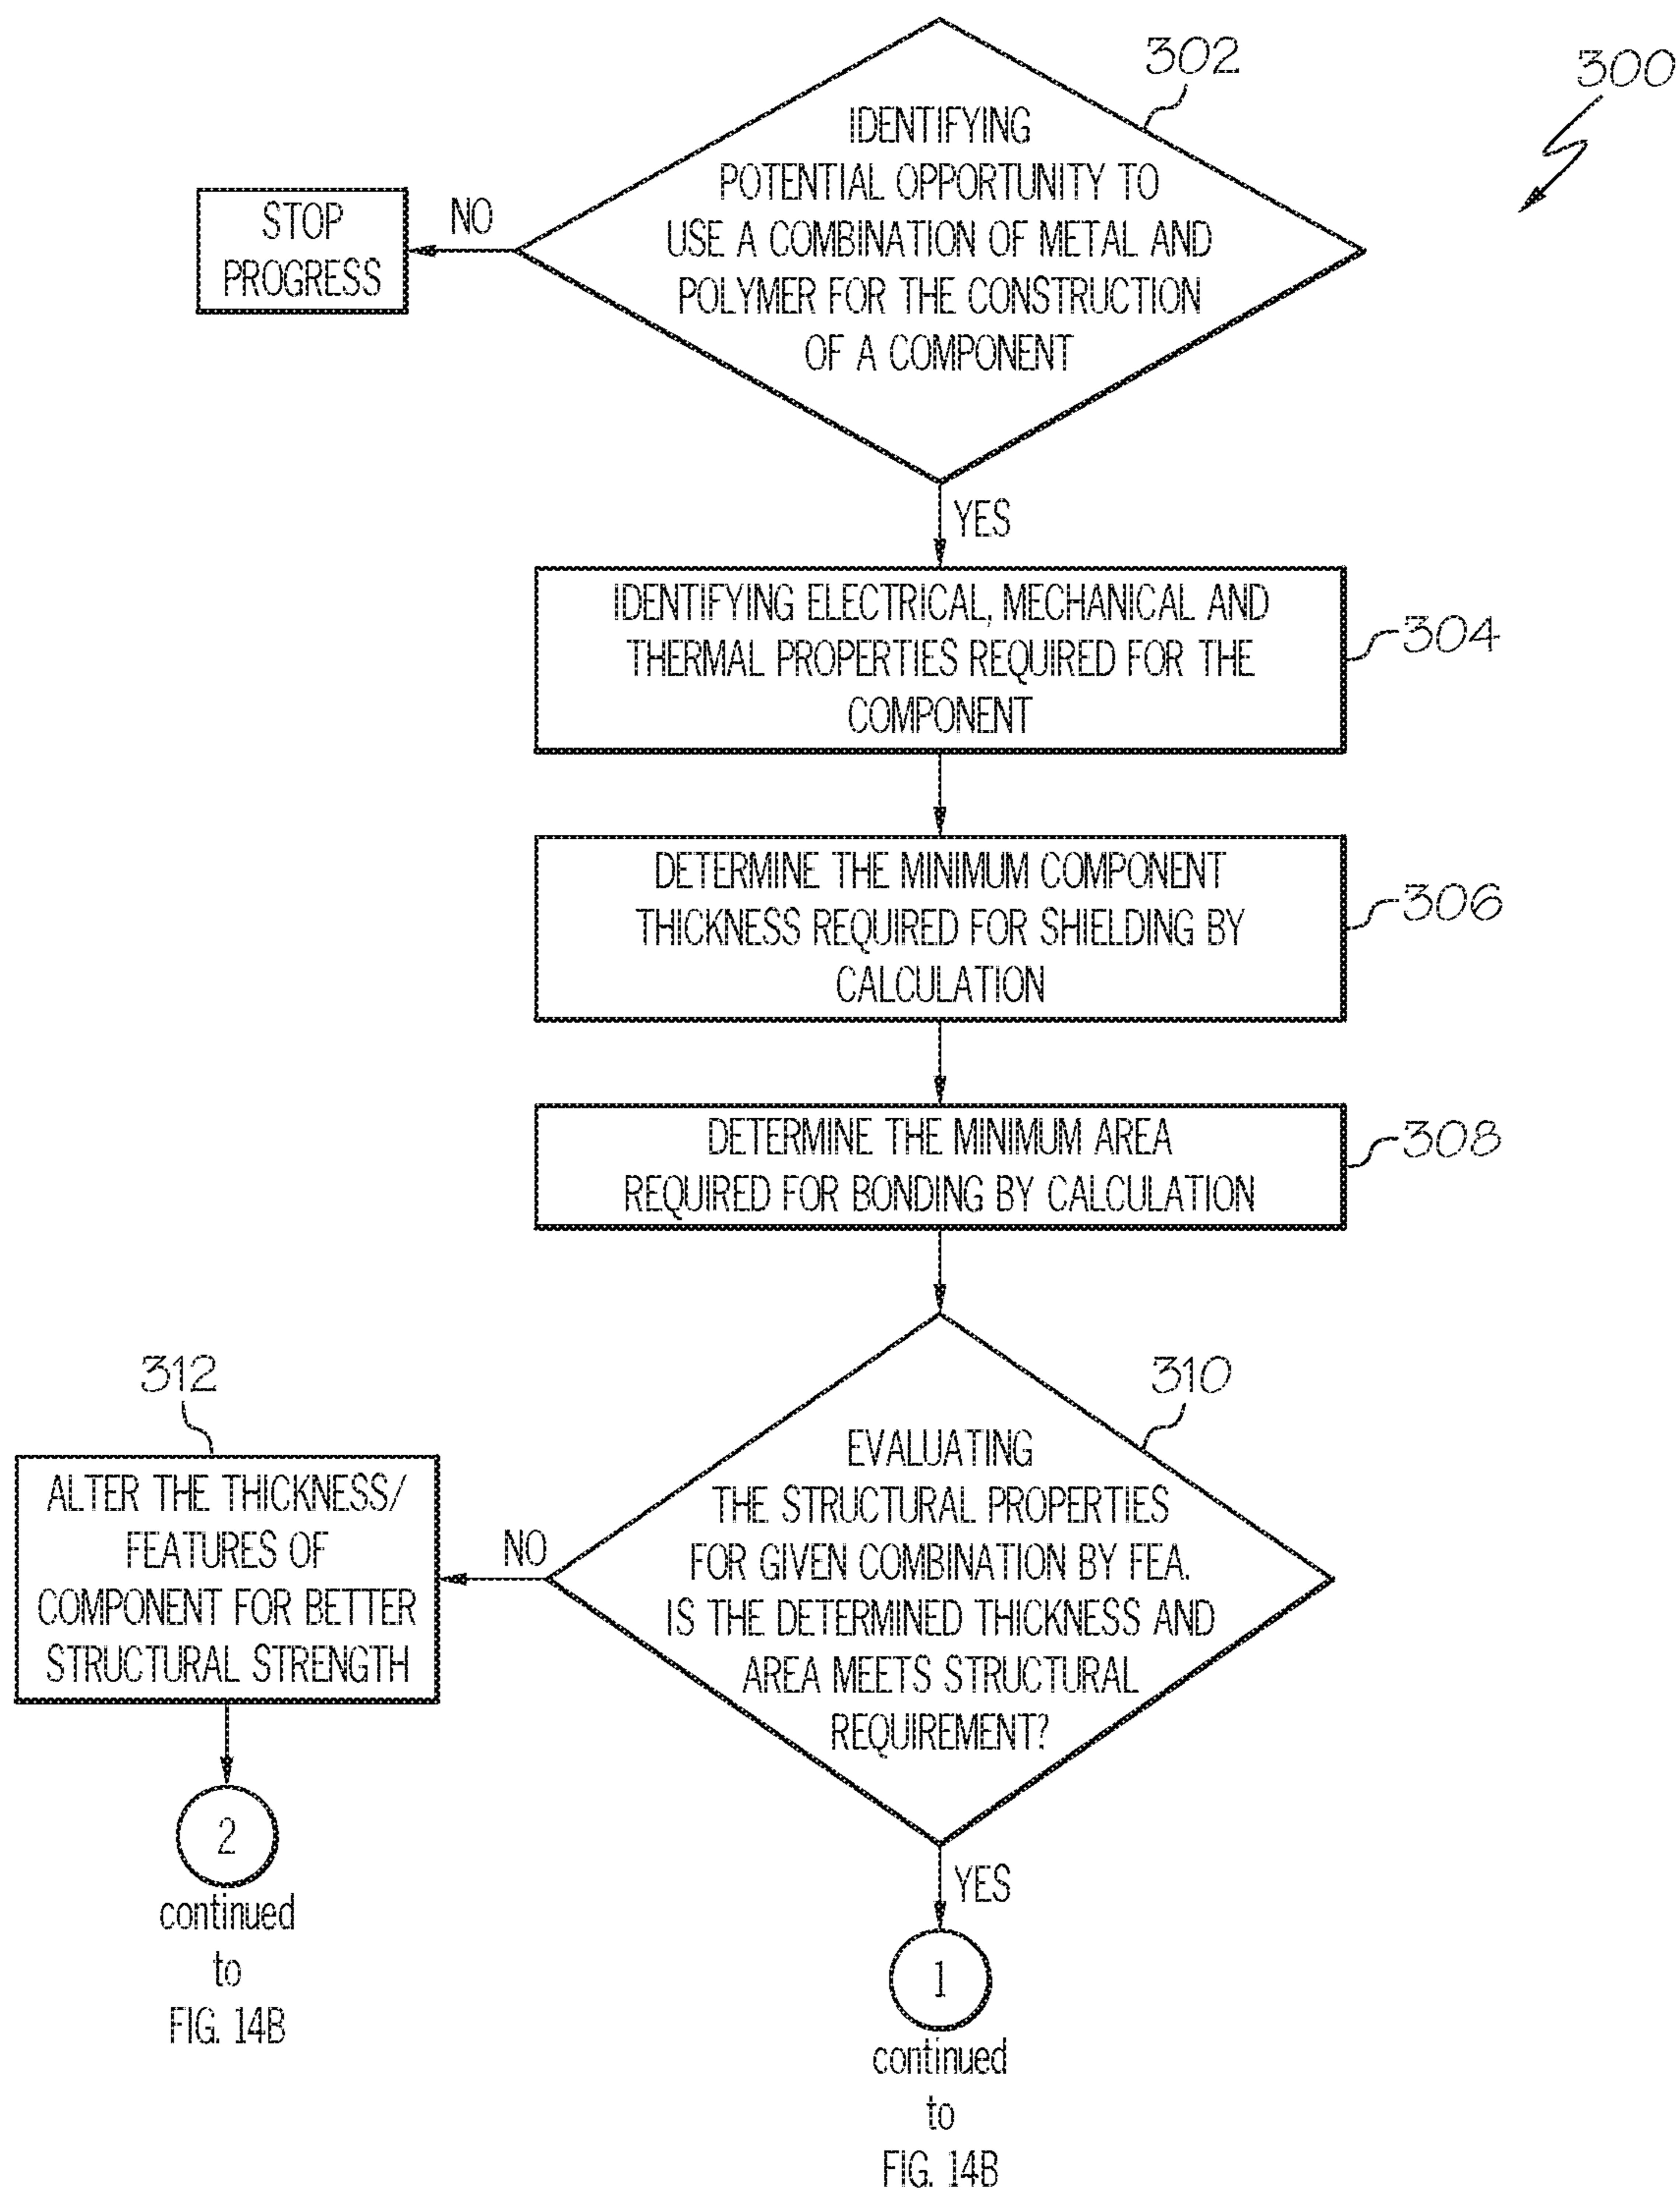 302
300
IDENTIFYING
POTENTIAL OPPORTUNITY TO
USE A COMBINATION OF METAL AND
POLYMER FOR THE CONSTRUCTION
OF A COMPONENT
NO
STOP
PROGRESS
YES
IDENTIFYING ELECTRICAL, MECHANICAL AND
THERMAL PROPERTIES REQUIRED FOR THE
COMPONENT
304
DETERMINE THE MINIMUM COMPONENT
THICKNESS REQUIRED FOR SHIELDING BY
CALCULATION
306
DETERMINE THE MINIMUM AREA
REQUIRED FOR BONDING BY CALCULATION
308
310
EVALUATING
THE STRUCTURAL PROPERTIES
FOR GIVEN COMBINATION BY FEA.
IS THE DETERMINED THICKNESS AND
AREA MEETS STRUCTURAL
REQUIREMENT?
NO
312
ALTER THE THICKNESS/
FEATURES OF
COMPONENT FOR BETTER
STRUCTURAL STRENGTH
2
continued
to
FIG. 14B
YES
1
continued
to
FIG. 14B